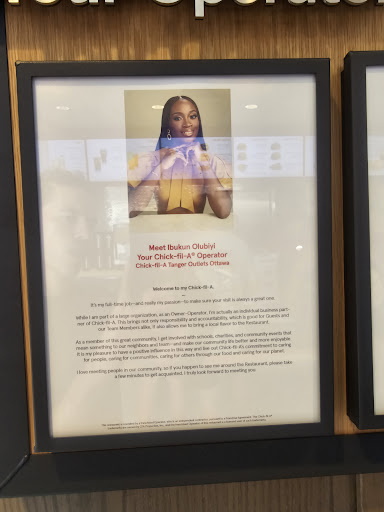 Your Operator
Meet Ibukun Olubiyi
Your Chick-fil-A® Operator
Chick-fil-A Tanger Outlets Ottawa
Welcome to my Chick-fil-A.
It's my full-time job—and really my passion—to make sure your visit is always a great one.
While I am part of a large organization, as an Owner-Operator, I'm actually an individual business part-
ner of Chick-fil-A. This brings not only responsibility and accountability, which is good for Guests and
our Team Members alike. It also allows me to bring a local flavor to the Restaurant.
As a member of this great community, I get involved with schools, charities, and community events that
mean something to our neighbors and team—and make our community life better and more enjoyable.
It is my pleasure to have a positive influence in this way and live out Chick-fil-A's commitment to caring
for people, caring for communities, caring for others through our food and caring for our planet.
I love meeting people in our community, so if you happen to see me around the Restaurant, please take
a few minutes to get acquainted. I truly look forward to meeting you.